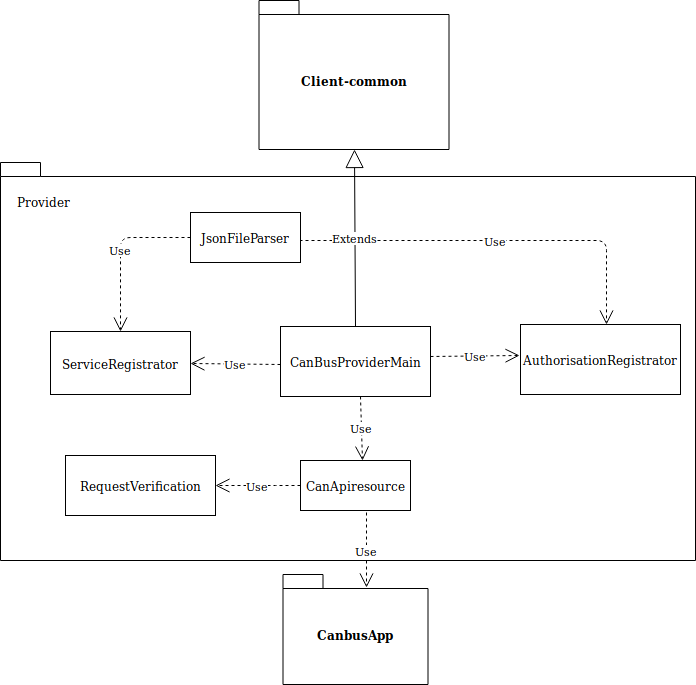 Client-common
Provider
JsonFileParser
Extends
Use
Use
ServiceRegistrator
Use
CanBusProviderMain
Use
AuthorisationRegistrator
Use
RequestVerification
Use
CanApiresource
Use
CanbusApp